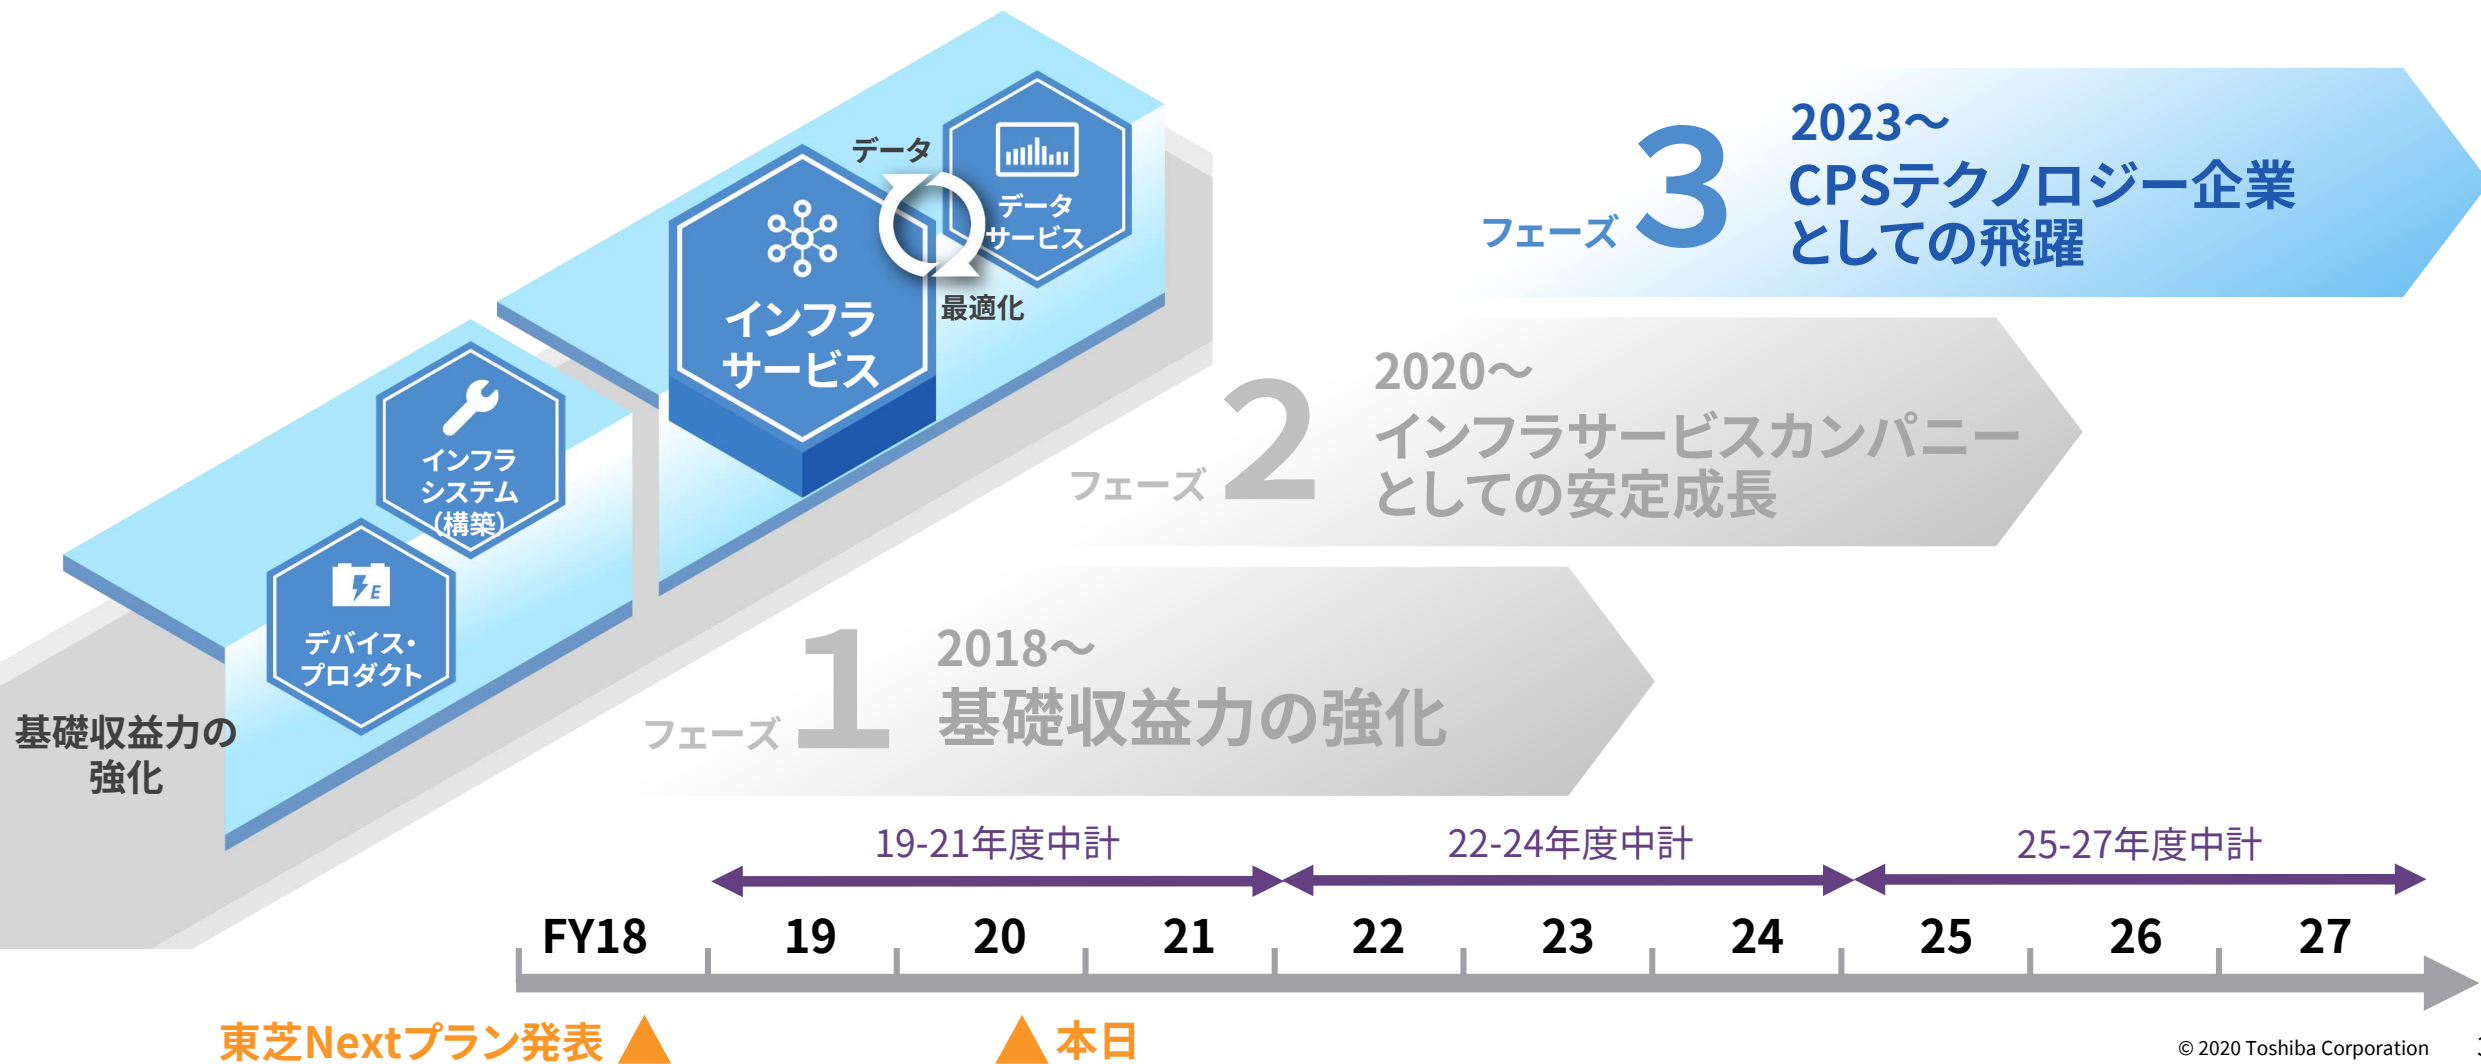 データ
データ
サービス
最適化
インフラ
サービス
インフラ
システム
(構築)
E
デバイス・
プロダクト
基礎収益力の
強化
フェーズ 3
2023～
CPSテクノロジー企業
としての飛躍
フェーズ 2
2020～
インフラサービスカンパニー
としての安定成長
フェーズ 1
2018～
基礎収益力の強化
19-21年度中計
22-24年度中計
25-27年度中計
FY18 19 20 21 22 23 24 25 26 27
東芝Nextプラン発表
本日
© 2020 Toshiba Corporation